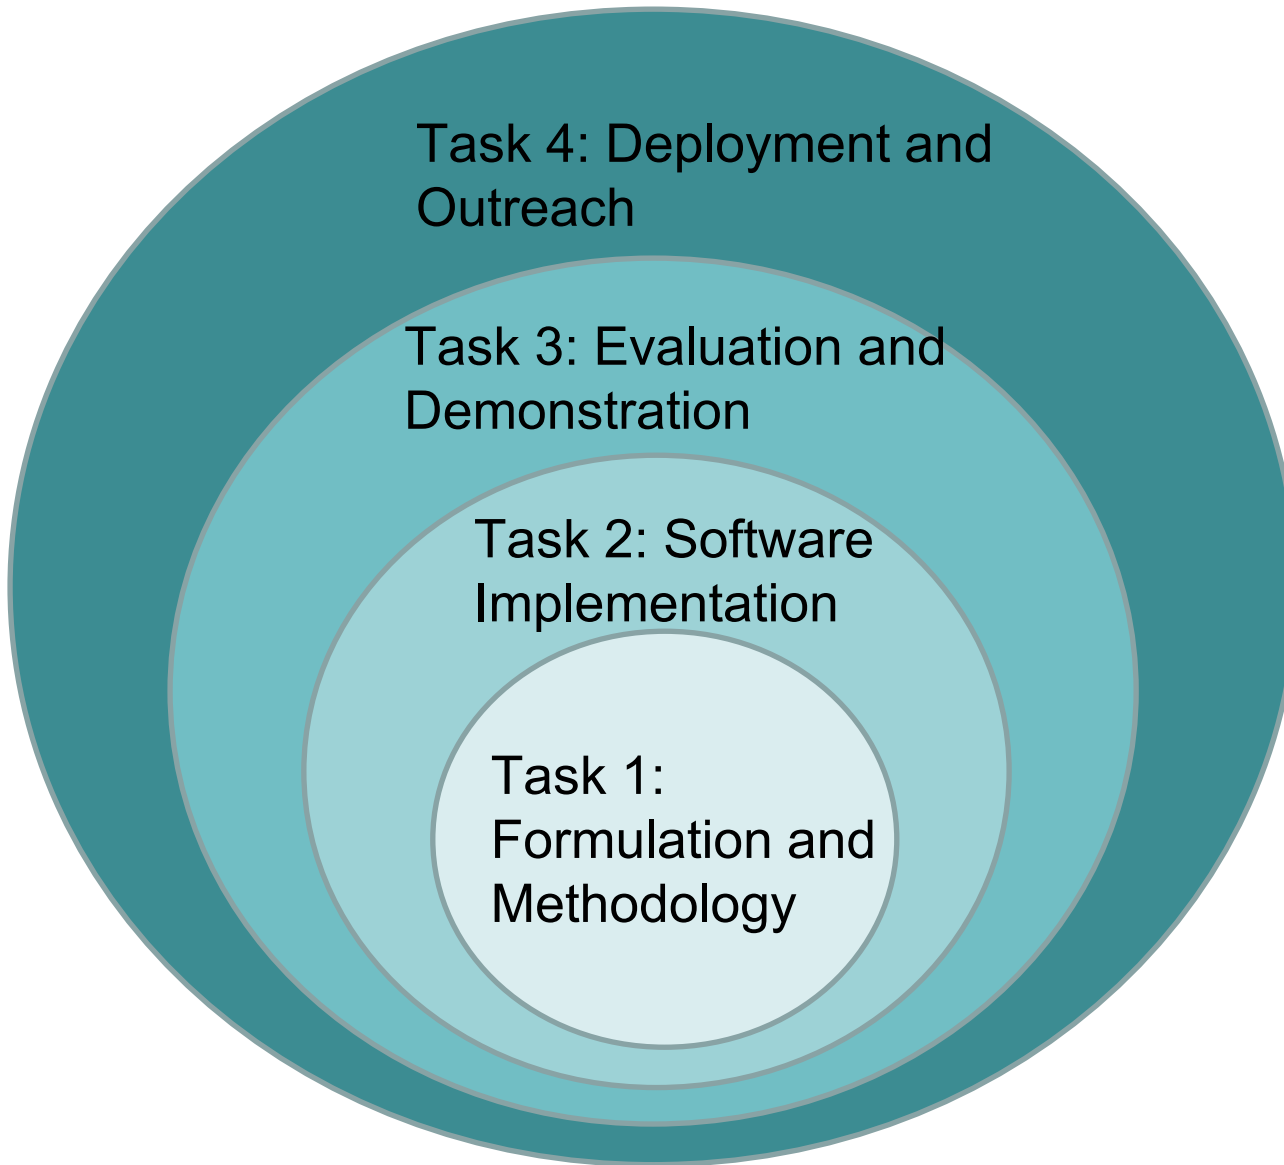 Task 4: Deployment and
Outreach
Task 3: Evaluation and
Demonstration
Task 2: Software
Implementation
Task 1:
Formulation and
Methodology